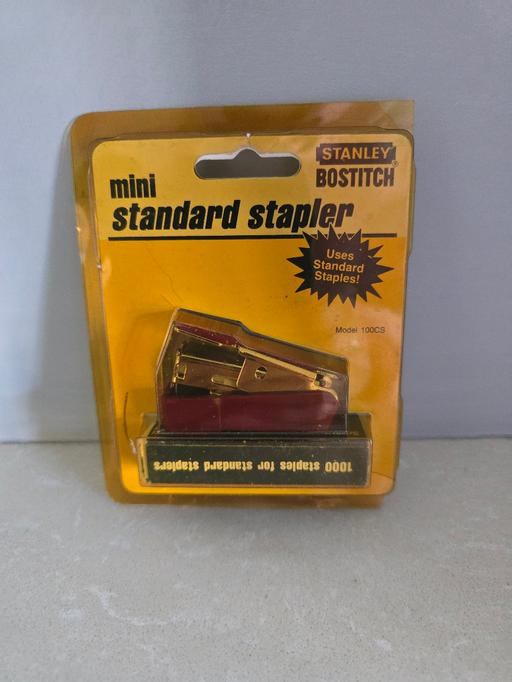 STANLEY®
BOSTITCH
mini
standard stapler
Uses
Standard
Staples!
Model 100CS
1000 staples for standard staplers